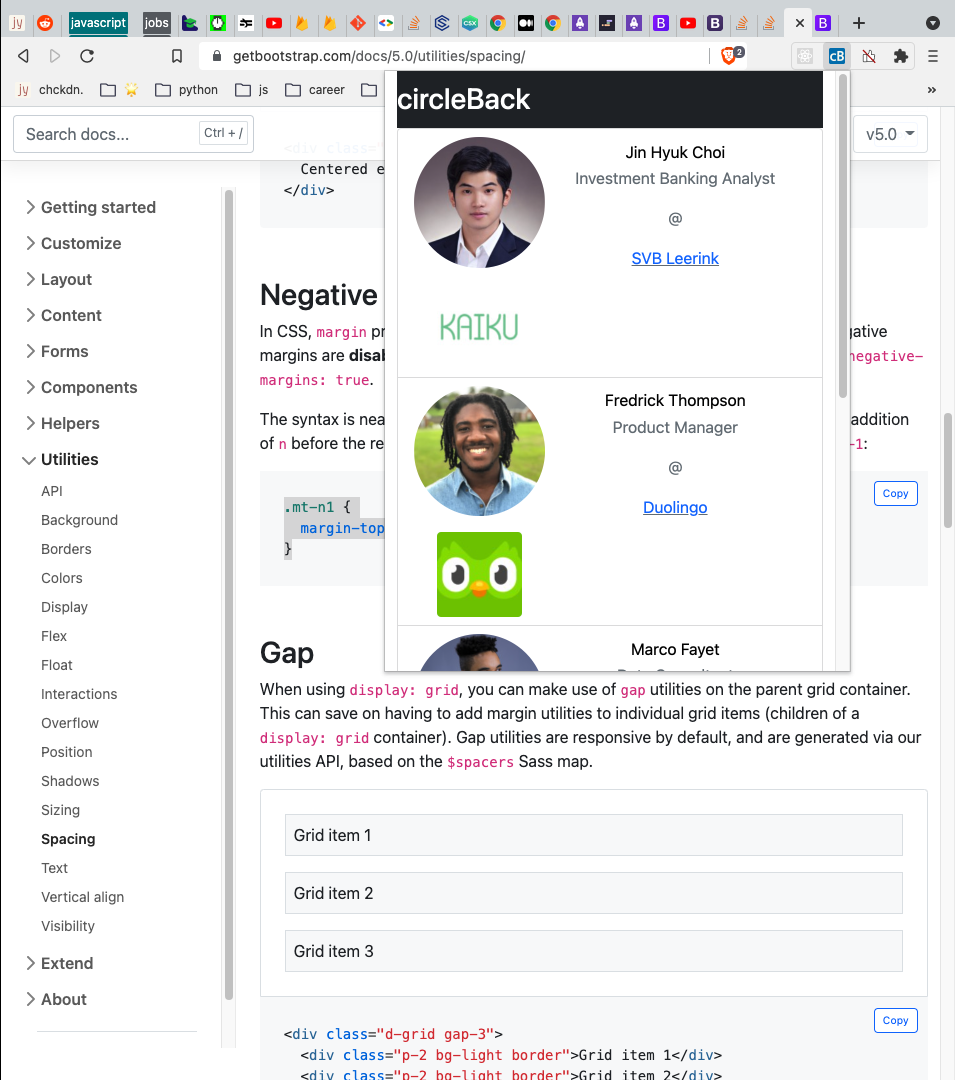 jy
javascript
jobs
getbootstrap.com/docs/5.0/utilities/spacing/
2
cB
jy chckdn.
python
js
career
»
Search docs...
Ctrl + /
v5.0
circleBack
Jin Hyuk Choi
Investment Banking Analyst
@
SVB Leerink
KAIKU
Fredrick Thompson
Product Manager
@
Duolingo
Marco Fayet
Getting started
Customize
Layout
Content
Forms
Components
Helpers
Utilities
API
Background
Borders
Colors
Display
Flex
Float
Interactions
Overflow
Position
Shadows
Sizing
Spacing
Text
Vertical align
Visibility
Extend
About
<div class="
Centered e
</div>
Negative
In CSS, margin pr gative
margins are disab negative-
margins: true.
The syntax is nea addition
of n before the re -1:
Copy
.mt-n1 {
margin-top
}
Gap
When using display: grid, you can make use of gap utilities on the parent grid container.
This can save on having to add margin utilities to individual grid items (children of a
display: grid container). Gap utilities are responsive by default, and are generated via our
utilities API, based on the $spacers Sass map.
Grid item 1
Grid item 2
Grid item 3
Copy
<div class="d-grid gap-3">
<div class="p-2 bg-light border">Grid item 1</div>
<div class="p-2 bg-light border">Grid item 2</div>